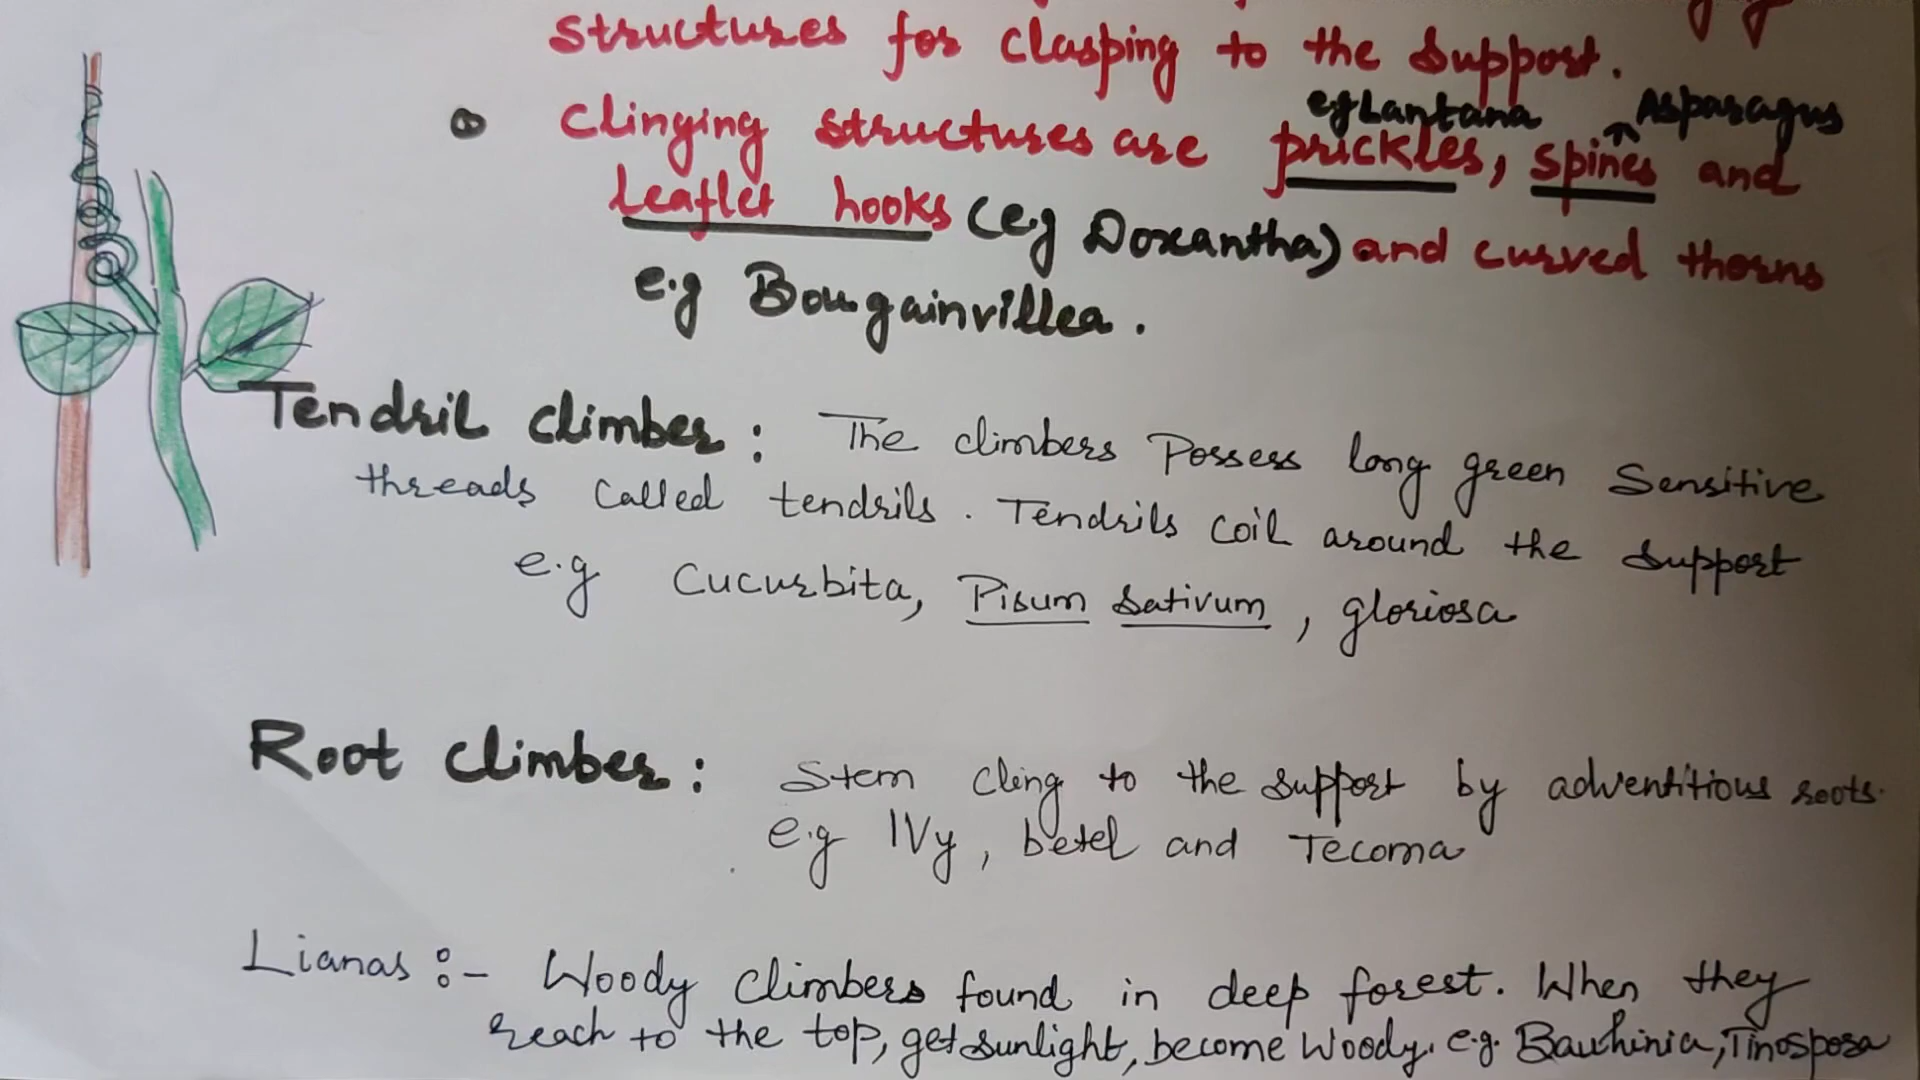 structures for clasping to the support.
eg Lantana Asparagus
Clinging structures are prickles, spines and
leaflet hooks (eg Doxantha) and curved thorns
e.g Bougainvillea.
Tendril climber: The climbers Possess long green Sensitive
threads Called tendrils. Tendrils Coil around the support
e.g Cucurbita, Pisum sativum, gloriosa
Root climber: Stem cling to the support by adventitious roots.
e.g IVy, betel and Tecoma
Lianas :- Woody climbers found in deep forest. When they
reach to the top, get sunlight, become Woody. e.g. Bauhinia, Tinospora